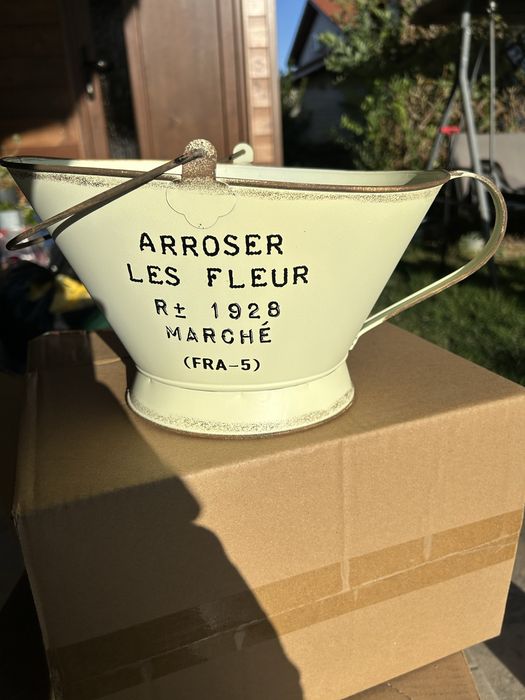 ARROSER
LES FLEUR
R± 1928
MARCHÉ
(FRA-5)